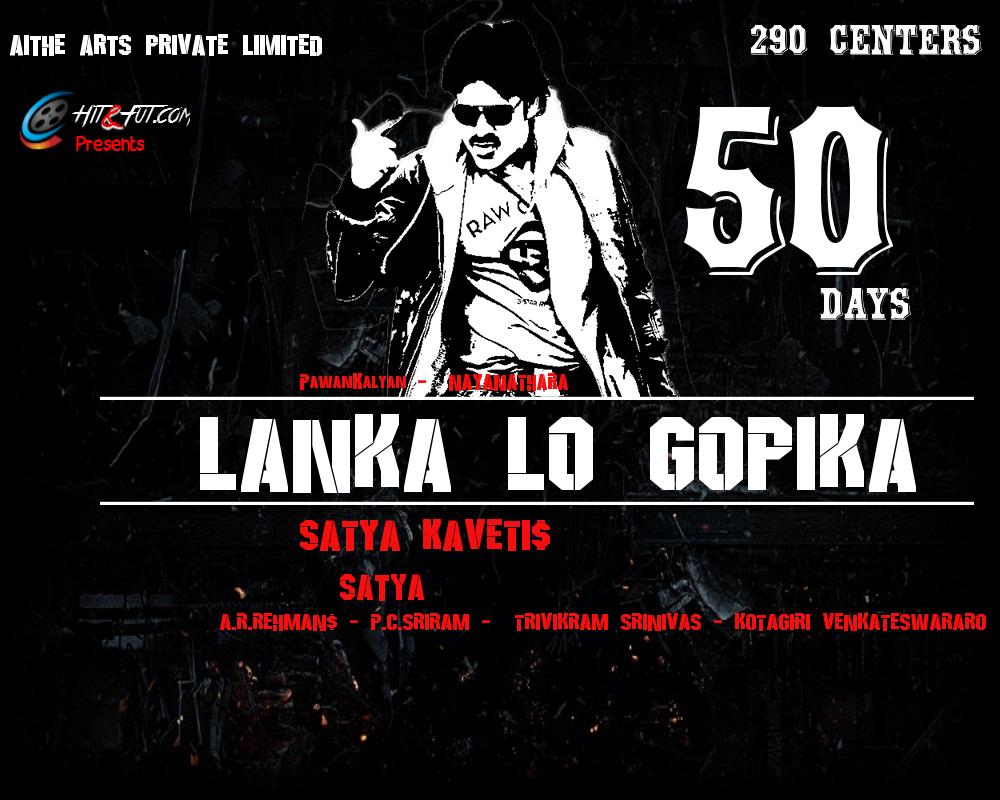 AITHE ARTS PRIVATE LIIMITED
290 CENTERS
HIT&FUT.COM
Presents
50
DAYS
RAW
PAWANKALYAN - NAYANATHARA
LANKA LO GOPIKA
SATYA KAVETI$
SATYA
A.R.REHMAN$ - P.C.SRIRAM - TRIVIKRAM SRINIVAS - KOTAGIRI VENKATESWARARO